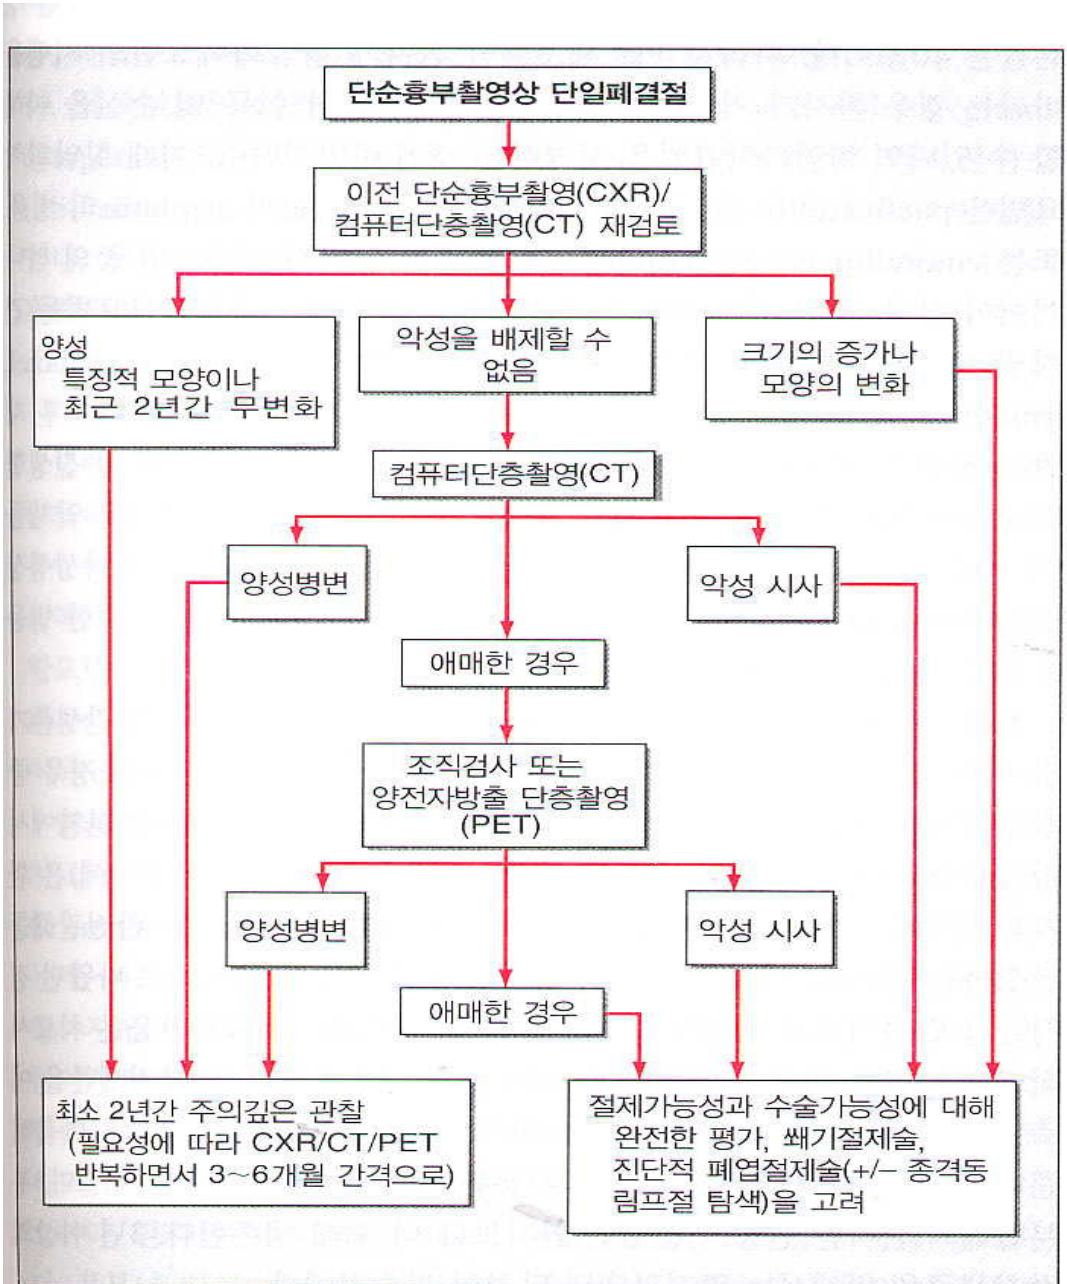 단순흉부촬영상 단일폐결절
이전 단순흉부촬영(CXR)/
컴퓨터단층촬영(CT) 재검토
양성
특징적 모양이나
최근 2년간 무변화
악성을 배제할 수
없음
크기의 증가나
모양의 변화
컴퓨터단층촬영(CT)
양성병변
악성 시사
애매한 경우
조직검사 또는
양전자방출 단층촬영
(PET)
양성병변
악성 시사
애매한 경우
최소 2년간 주의깊은 관찰
(필요성에 따라 CXR/CT/PET
반복하면서 3~6개월 간격으로)
절제가능성과 수술가능성에 대해
완전한 평가, 쐐기절제술,
진단적 폐엽절제술(+/- 종격동
림프절 탐색)을 고려